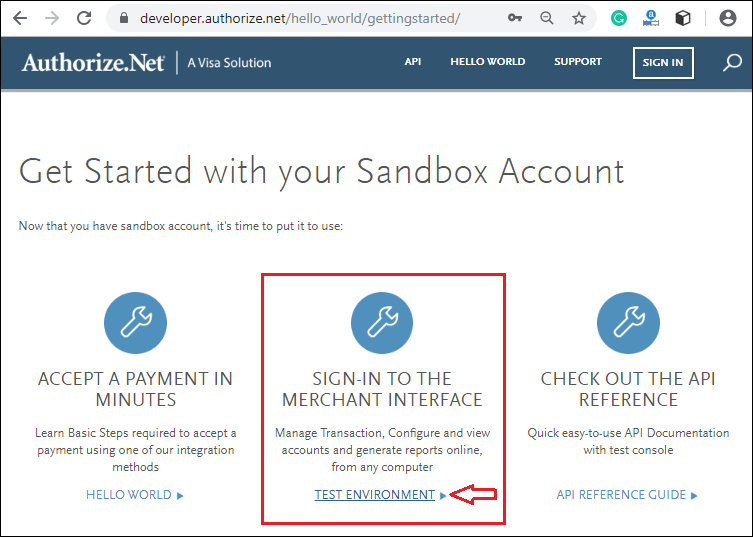 developer.authorize.net/hello_world/gettingstarted/
Authorize.Net A Visa Solution API HELLO WORLD SUPPORT SIGN IN
Get Started with your Sandbox Account
Now that you have sandbox account, it's time to put it to use:
ACCEPT A PAYMENT IN
MINUTES
Learn Basic Steps required to accept a
payment using one of our integration
methods
HELLO WORLD
SIGN-IN TO THE
MERCHANT INTERFACE
Manage Transaction, Configure and view
accounts and generate reports online,
from any computer
TEST ENVIRONMENT
CHECK OUT THE API
REFERENCE
Quick easy-to-use API Documentation
with test console
API REFERENCE GUIDE